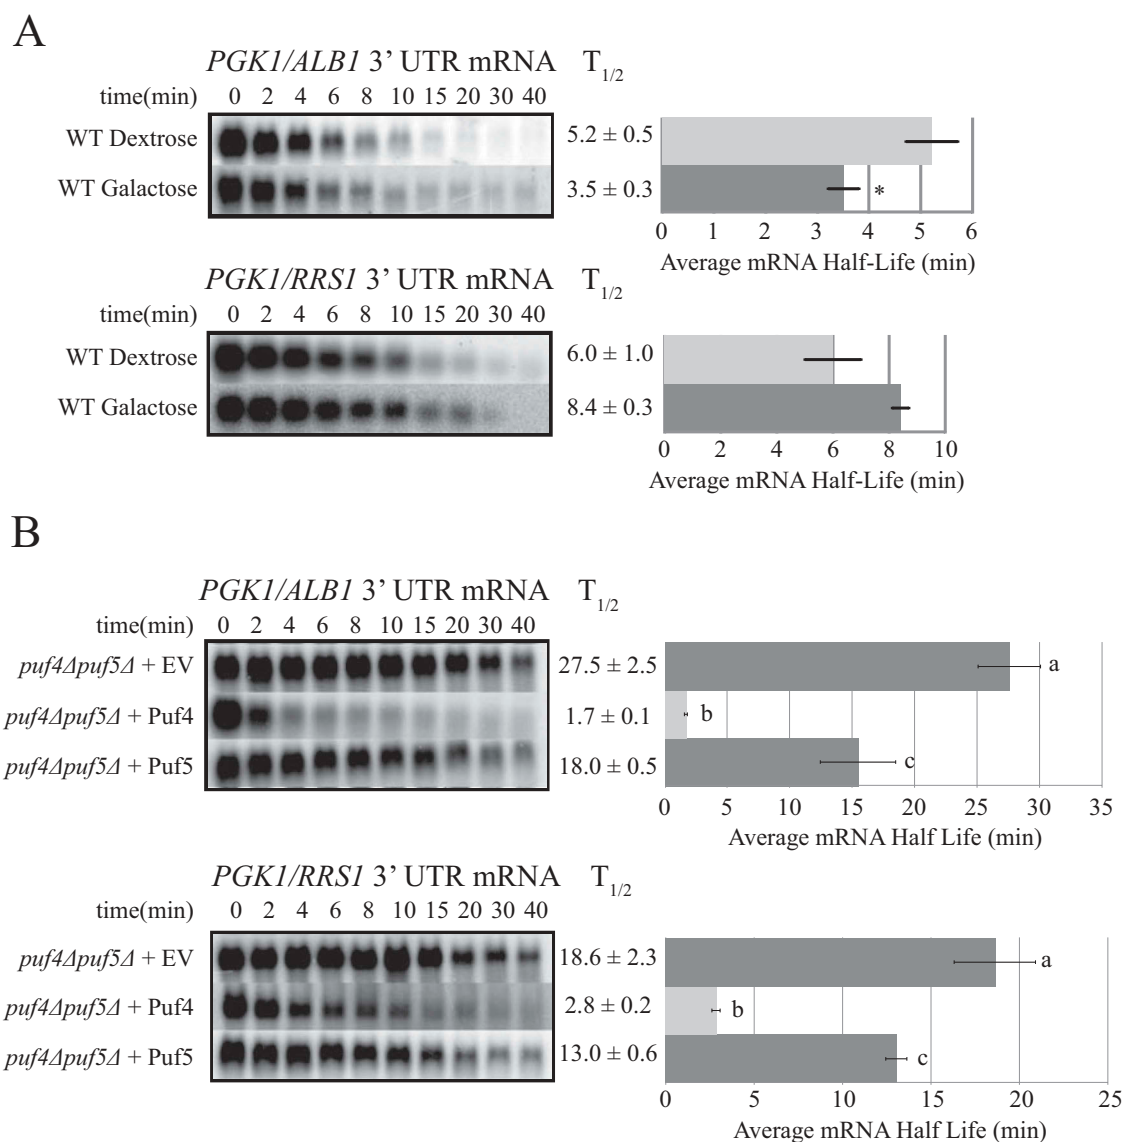 A
PGK1/ALB1 3’ UTR mRNA T1/2
time(min) 0 2 4 6 8 10 15 20 30 40
WT Dextrose 5.2 ± 0.5
WT Galactose 3.5 ± 0.3 *
0 1 2 3 4 5 6
Average mRNA Half-Life (min)
PGK1/RRS1 3’ UTR mRNA T1/2
time(min) 0 2 4 6 8 10 15 20 30 40
WT Dextrose 6.0 ± 1.0
WT Galactose 8.4 ± 0.3
0 2 4 6 8 10
Average mRNA Half-Life (min)
B
PGK1/ALB1 3’ UTR mRNA T1/2
time(min) 0 2 4 6 8 10 15 20 30 40
puf4Δpuf5Δ + EV 27.5 ± 2.5 a
puf4Δpuf5Δ + Puf4 1.7 ± 0.1 b
puf4Δpuf5Δ + Puf5 18.0 ± 0.5 c
0 5 10 15 20 25 30 35
Average mRNA Half Life (min)
PGK1/RRS1 3’ UTR mRNA T1/2
time(min) 0 2 4 6 8 10 15 20 30 40
puf4Δpuf5Δ + EV 18.6 ± 2.3 a
puf4Δpuf5Δ + Puf4 2.8 ± 0.2 b
puf4Δpuf5Δ + Puf5 13.0 ± 0.6 c
0 5 10 15 20 25
Average mRNA Half Life (min)